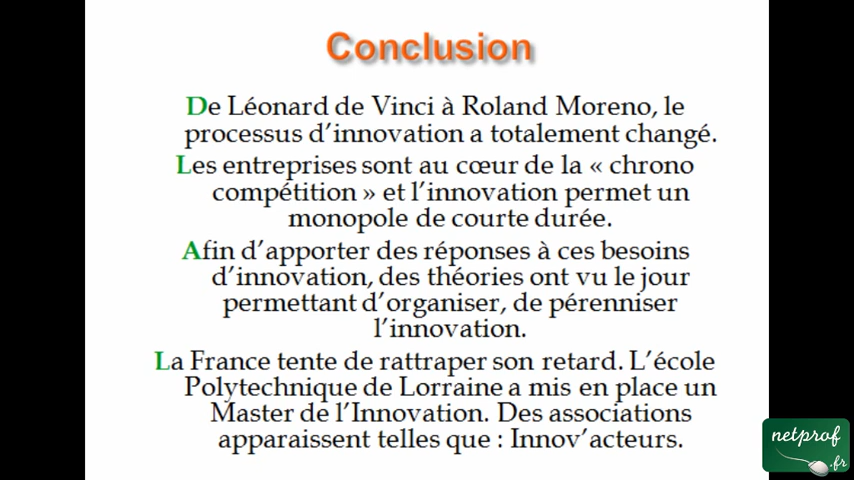 Conclusion
De Léonard de Vinci à Roland Moreno, le
processus d'innovation a totalement changé.
Les entreprises sont au cœur de la « chrono
compétition » et l'innovation permet un
monopole de courte durée.
Afin d'apporter des réponses à ces besoins
d'innovation, des théories ont vu le jour
permettant d'organiser, de pérenniser
l'innovation.
La France tente de rattraper son retard. L'école
Polytechnique de Lorraine a mis en place un
Master de l'Innovation. Des associations
apparaissent telles que : Innov'acteurs.
netprof
.fr